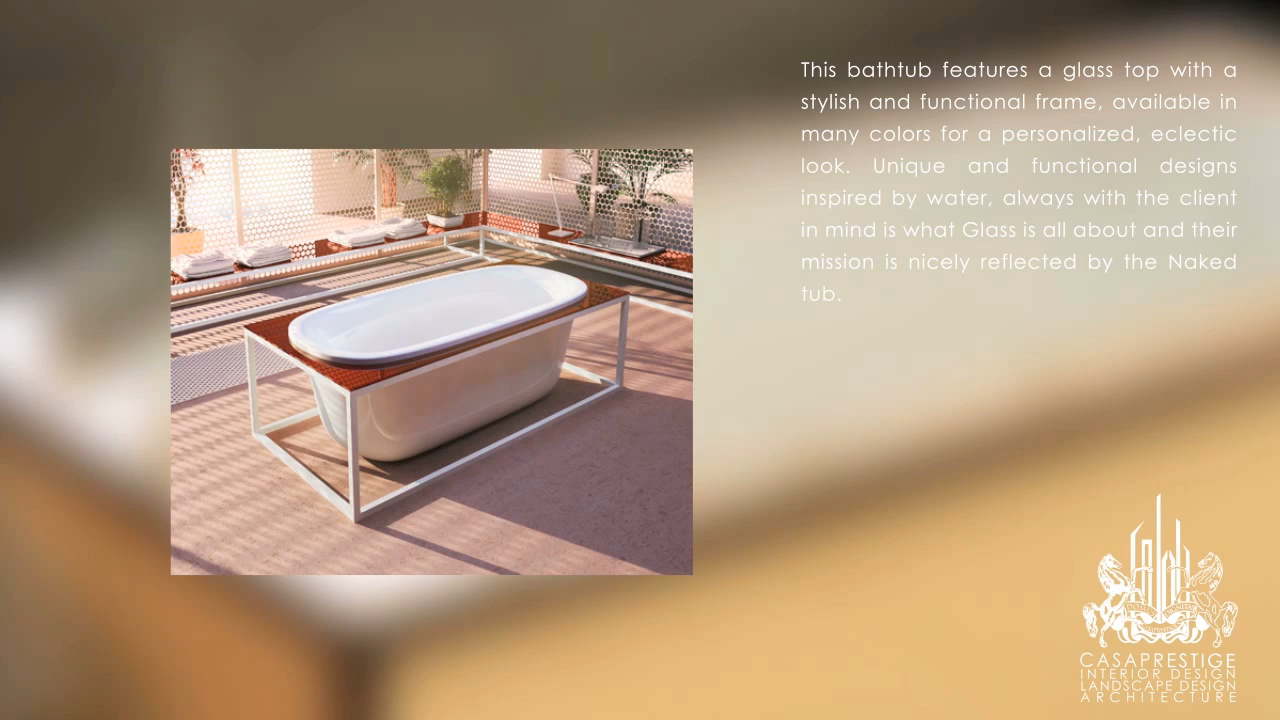 This bathtub features a glass top with a
stylish and functional frame, available in
many colors for a personalized, eclectic
look. Unique and functional designs
inspired by water, always with the client
in mind is what Glass is all about and their
mission is nicely reflected by the Naked
tub.
CASAPRESTIGE
INTERIOR DESIGN
LANDSCAPE DESIGN
ARCHITECTURE